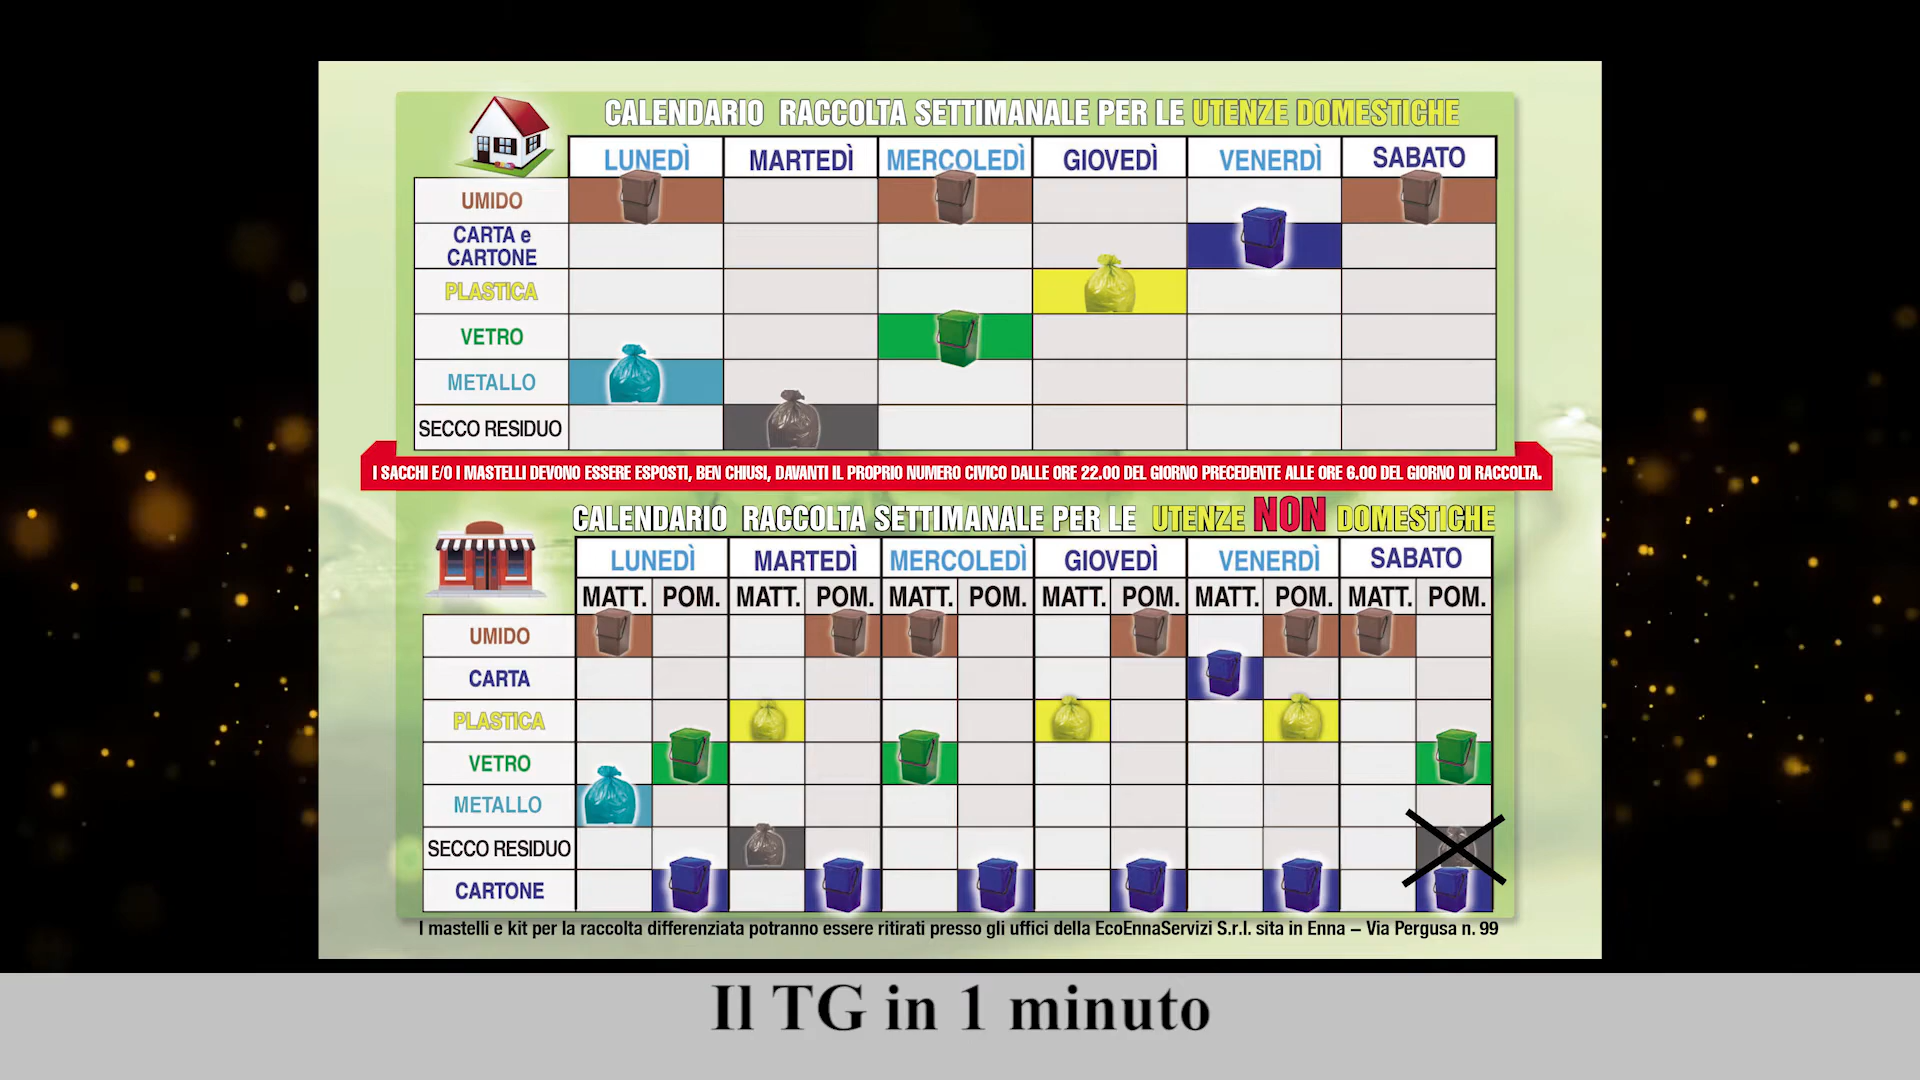 CALENDARIO RACCOLTA SETTIMANALE PER LE UTENZE DOMESTICHE
LUNEDÌ MARTEDÌ MERCOLEDÌ GIOVEDÌ VENERDÌ SABATO
UMIDO
CARTA e
CARTONE
PLASTICA
VETRO
METALLO
SECCO RESIDUO
I SACCHI E/O I MASTELLI DEVONO ESSERE ESPOSTI, BEN CHIUSI, DAVANTI IL PROPRIO NUMERO CIVICO DALLE ORE 22.00 DEL GIORNO PRECEDENTE ALLE ORE 6.00 DEL GIORNO DI RACCOLTA.
CALENDARIO RACCOLTA SETTIMANALE PER LE UTENZE NON DOMESTICHE
LUNEDÌ MARTEDÌ MERCOLEDÌ GIOVEDÌ VENERDÌ SABATO
MATT. POM. MATT. POM. MATT. POM. MATT. POM. MATT. POM. MATT. POM.
UMIDO
CARTA
PLASTICA
VETRO
METALLO
SECCO RESIDUO
CARTONE
I mastelli e kit per la raccolta differenziata potranno essere ritirati presso gli uffici della EcoEnnaServizi S.r.l. sita in Enna – Via Pergusa n. 99
Il TG in 1 minuto